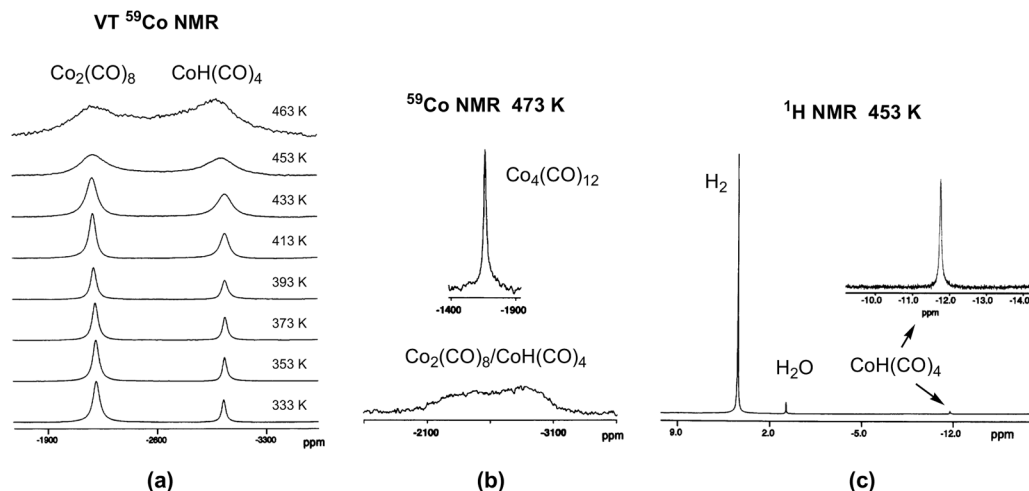 VT ⁵⁹Co NMR
Co₂(CO)₈ CoH(CO)₄
463 K
453 K
433 K
413 K
393 K
373 K
353 K
333 K
-1900 -2600 -3300 ppm
(a)
⁵⁹Co NMR 473 K
Co₄(CO)₁₂
-1400 -1900
Co₂(CO)₈/CoH(CO)₄
-2100 -3100 ppm
(b)
¹H NMR 453 K
H₂
-10.0 -11.0 -12.0 -13.0 -14.0
ppm
H₂O CoH(CO)₄
9.0 2.0 -5.0 -12.0 ppm
(c)